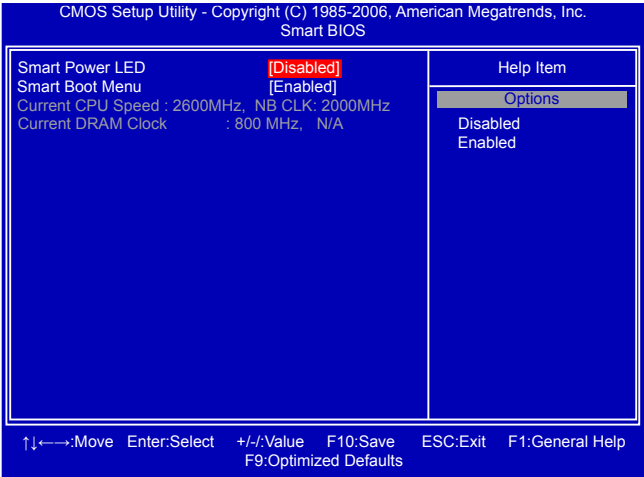 CMOS Setup Utility - Copyright (C) 1985-2006, American Megatrends, Inc.
Smart BIOS
Smart Power LED [Disabled]
Smart Boot Menu [Enabled]
Current CPU Speed : 2600MHz, NB CLK: 2000MHz
Current DRAM Clock : 800 MHz, N/A
Help Item
Options
Disabled
Enabled
↑↓←→:Move Enter:Select +/-/:Value F10:Save ESC:Exit F1:General Help
F9:Optimized Defaults